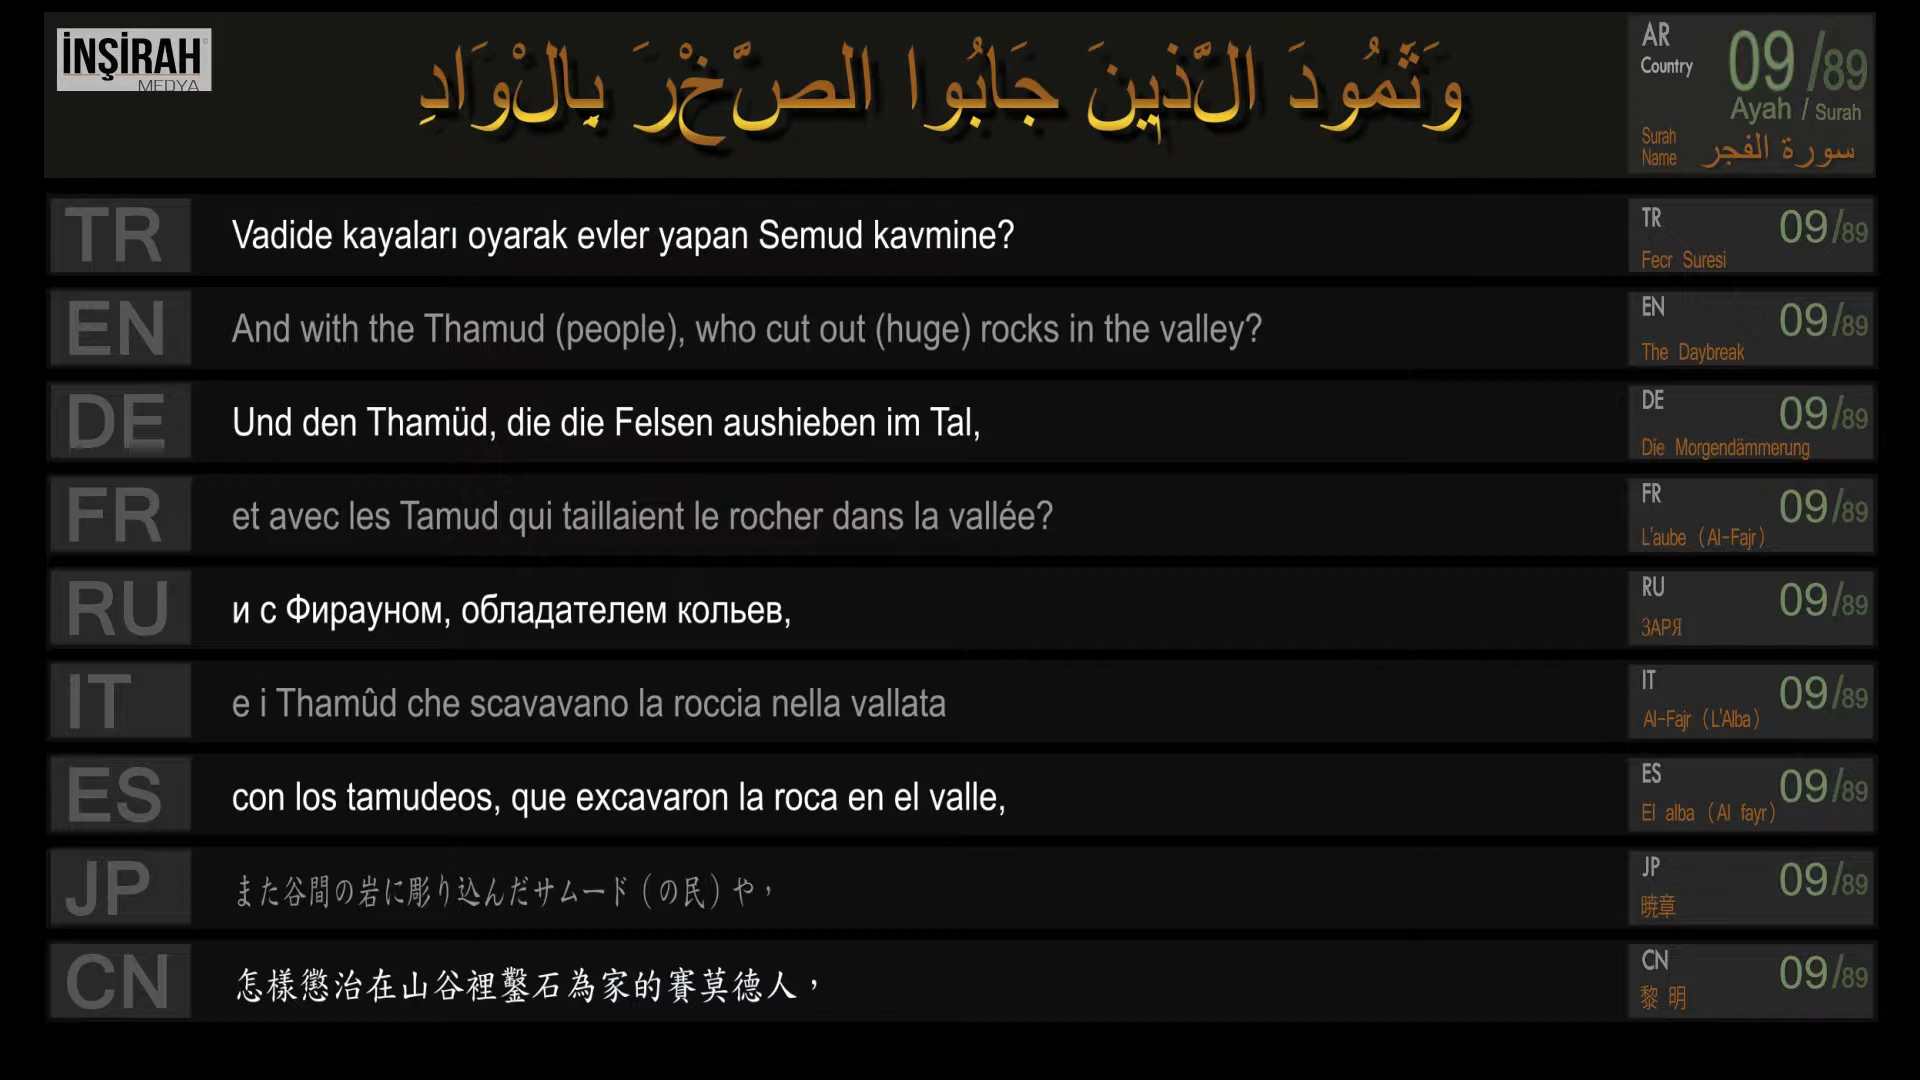 İNŞİRAH
MEDYA
وَثَمُودَ الَّذِينَ جَابُوا الصَّخْرَ بِالْوَادِ
AR
Country
09/89
Ayah / Surah
Surah
Name
سورة الفجر
TR
Vadide kayaları oyarak evler yapan Semud kavmine?
TR
09/89
Fecr Suresi
EN
And with the Thamud (people), who cut out (huge) rocks in the valley?
EN
09/89
The Daybreak
DE
Und den Thamüd, die die Felsen aushieben im Tal,
DE
09/89
Die Morgendämmerung
FR
et avec les Tamud qui taillaient le rocher dans la vallée?
FR
09/89
L'aube (Al-Fajr)
RU
и с Фирауном, обладателем кольев,
RU
09/89
ЗАРЯ
IT
e i Thamûd che scavavano la roccia nella vallata
IT
09/89
Al-Fajr (L'Alba)
ES
con los tamudeos, que excavaron la roca en el valle,
ES
09/89
El alba (Al fayr)
JP
また谷間の岩に彫り込んだサムード(の民)や,
JP
09/89
暁章
CN
怎樣懲治在山谷裡鑿石為家的賽莫德人,
CN
09/89
黎 明